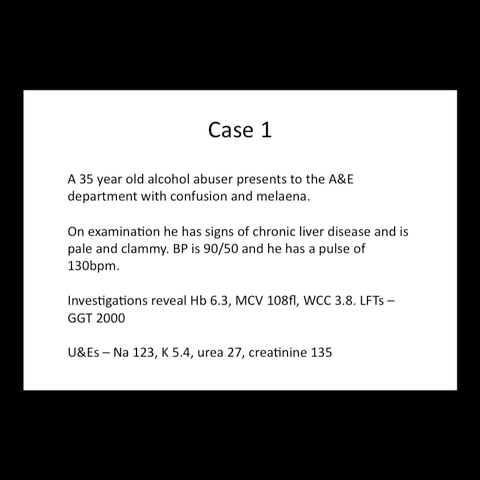 Case 1
A 35 year old alcohol abuser presents to the A&E
department with confusion and melaena.
On examination he has signs of chronic liver disease and is
pale and clammy. BP is 90/50 and he has a pulse of
130bpm.
Investigations reveal Hb 6.3, MCV 108fl, WCC 3.8. LFTs –
GGT 2000
U&Es – Na 123, K 5.4, urea 27, creatinine 135